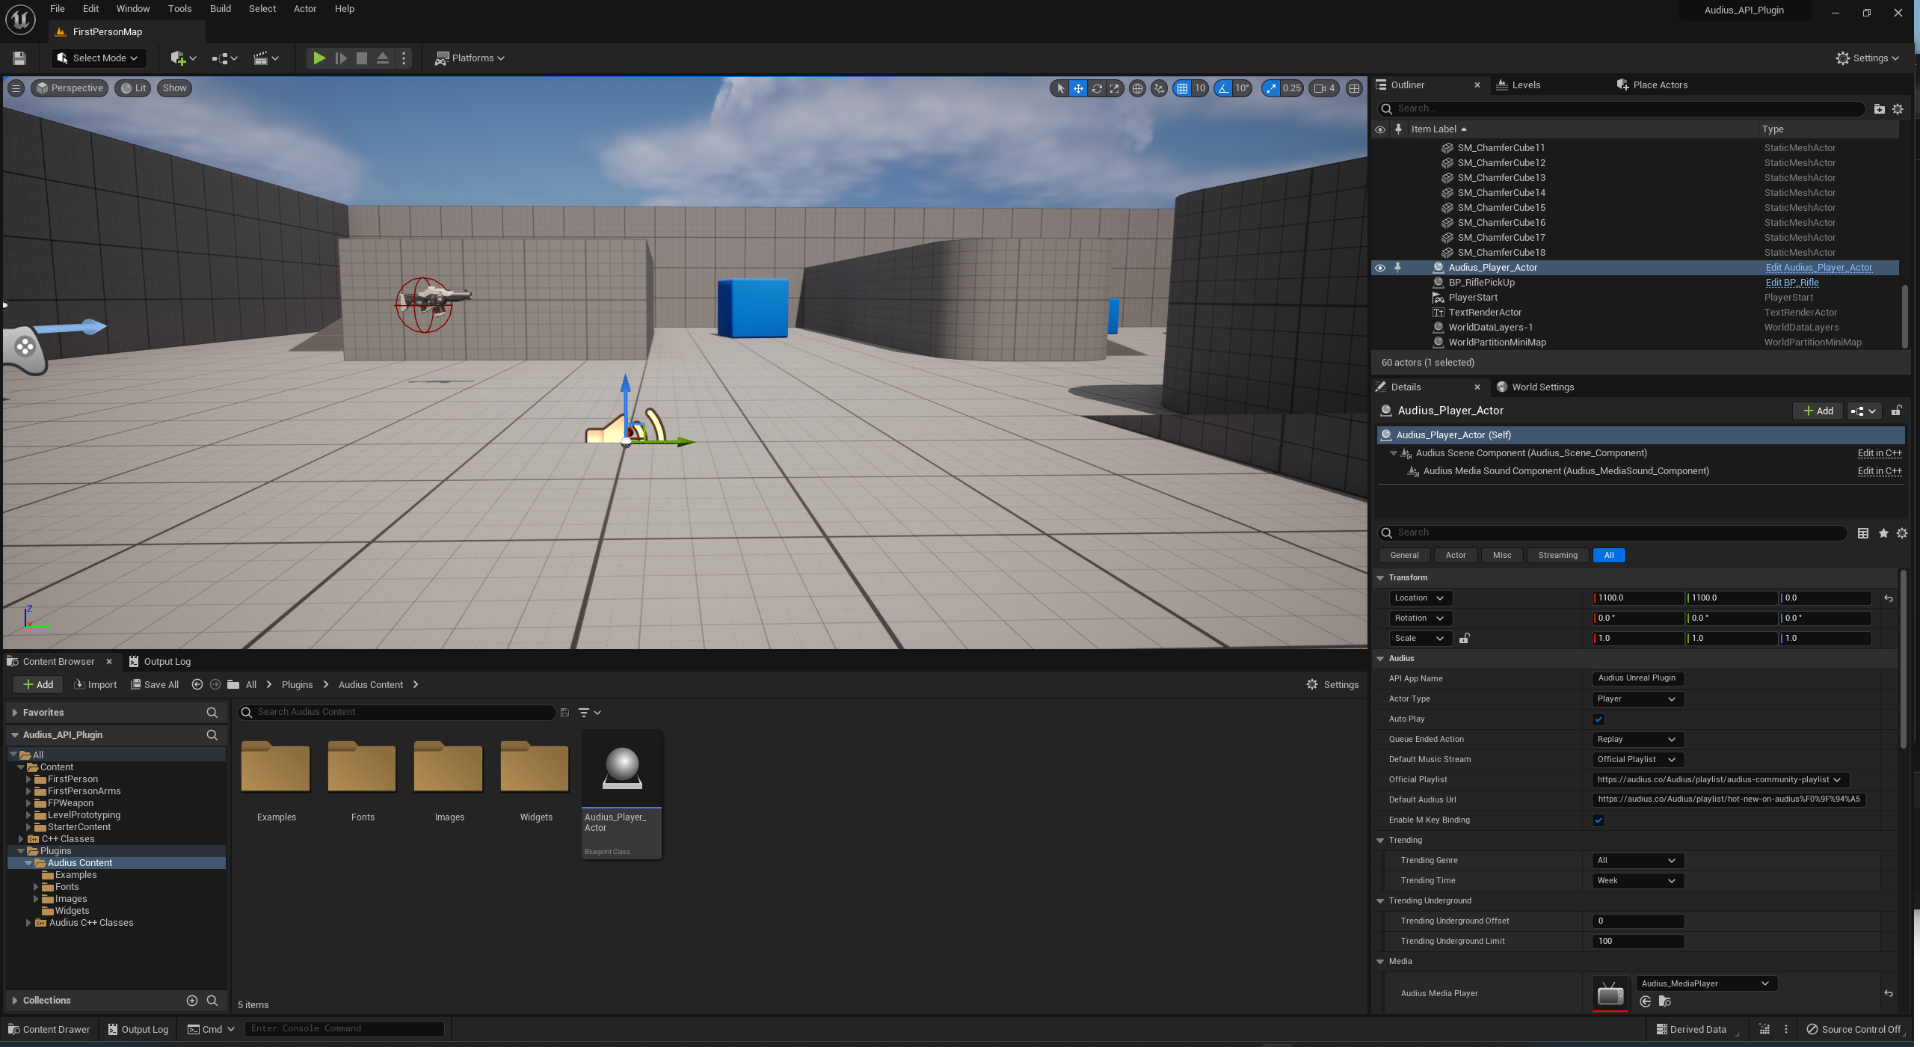 File Edit Window Tools Build Select Actor Help
Audius_API_Plugin
FirstPersonMap
Select Mode
Platforms
Settings
Perspective Lit Show
10 10° 0.25 4
Outliner Levels Place Actors
Search...
Item Label Type
SM_ChamferCube11 StaticMeshActor
SM_ChamferCube12 StaticMeshActor
SM_ChamferCube13 StaticMeshActor
SM_ChamferCube14 StaticMeshActor
SM_ChamferCube15 StaticMeshActor
SM_ChamferCube16 StaticMeshActor
SM_ChamferCube17 StaticMeshActor
SM_ChamferCube18 StaticMeshActor
Audius_Player_Actor Edit Audius_Player_Actor
BP_RiflePickUp Edit BP_Rifle
PlayerStart PlayerStart
TextRenderActor TextRenderActor
WorldDataLayers-1 WorldDataLayers
WorldPartitionMiniMap WorldPartitionMiniMap
60 actors (1 selected)
Details World Settings
Audius_Player_Actor
Add
Audius_Player_Actor (Self)
Audius Scene Component (Audius_Scene_Component) Edit in C++
Audius Media Sound Component (Audius_MediaSound_Component) Edit in C++
Search
General Actor Misc Streaming All
Transform
Location 1100.0 1100.0 0.0
Rotation 0.0 ° 0.0 ° 0.0 °
Scale 1.0 1.0 1.0
Audius
API App Name Audius Unreal Plugin
Actor Type Player
Auto Play
Queue Ended Action Replay
Default Music Stream Official Playlist
Official Playlist https://audius.co/Audius/playlist/audius-community-playlist
Default Audius Url https://audius.co/Audius/playlist/hot-new-on-audius%F0%9F%94%A5
Enable M Key Binding
Trending
Trending Genre All
Trending Time Week
Trending Underground
Trending Underground Offset 0
Trending Underground Limit 100
Media
Audius Media Player Audius_MediaPlayer
Z
Content Browser Output Log
Add Import Save All All Plugins Audius Content Settings
Favorites
Audius_API_Plugin
All
Content
FirstPerson
FirstPersonArms
FPWeapon
LevelPrototyping
StarterContent
C++ Classes
Plugins
Audius Content
Examples
Fonts
Images
Widgets
Audius C++ Classes
Collections
Search Audius Content
Examples Fonts Images Widgets
Audius_Player_
Actor
Blueprint Class
5 items
Content Drawer Output Log Cmd Enter Console Command
Derived Data Source Control Off